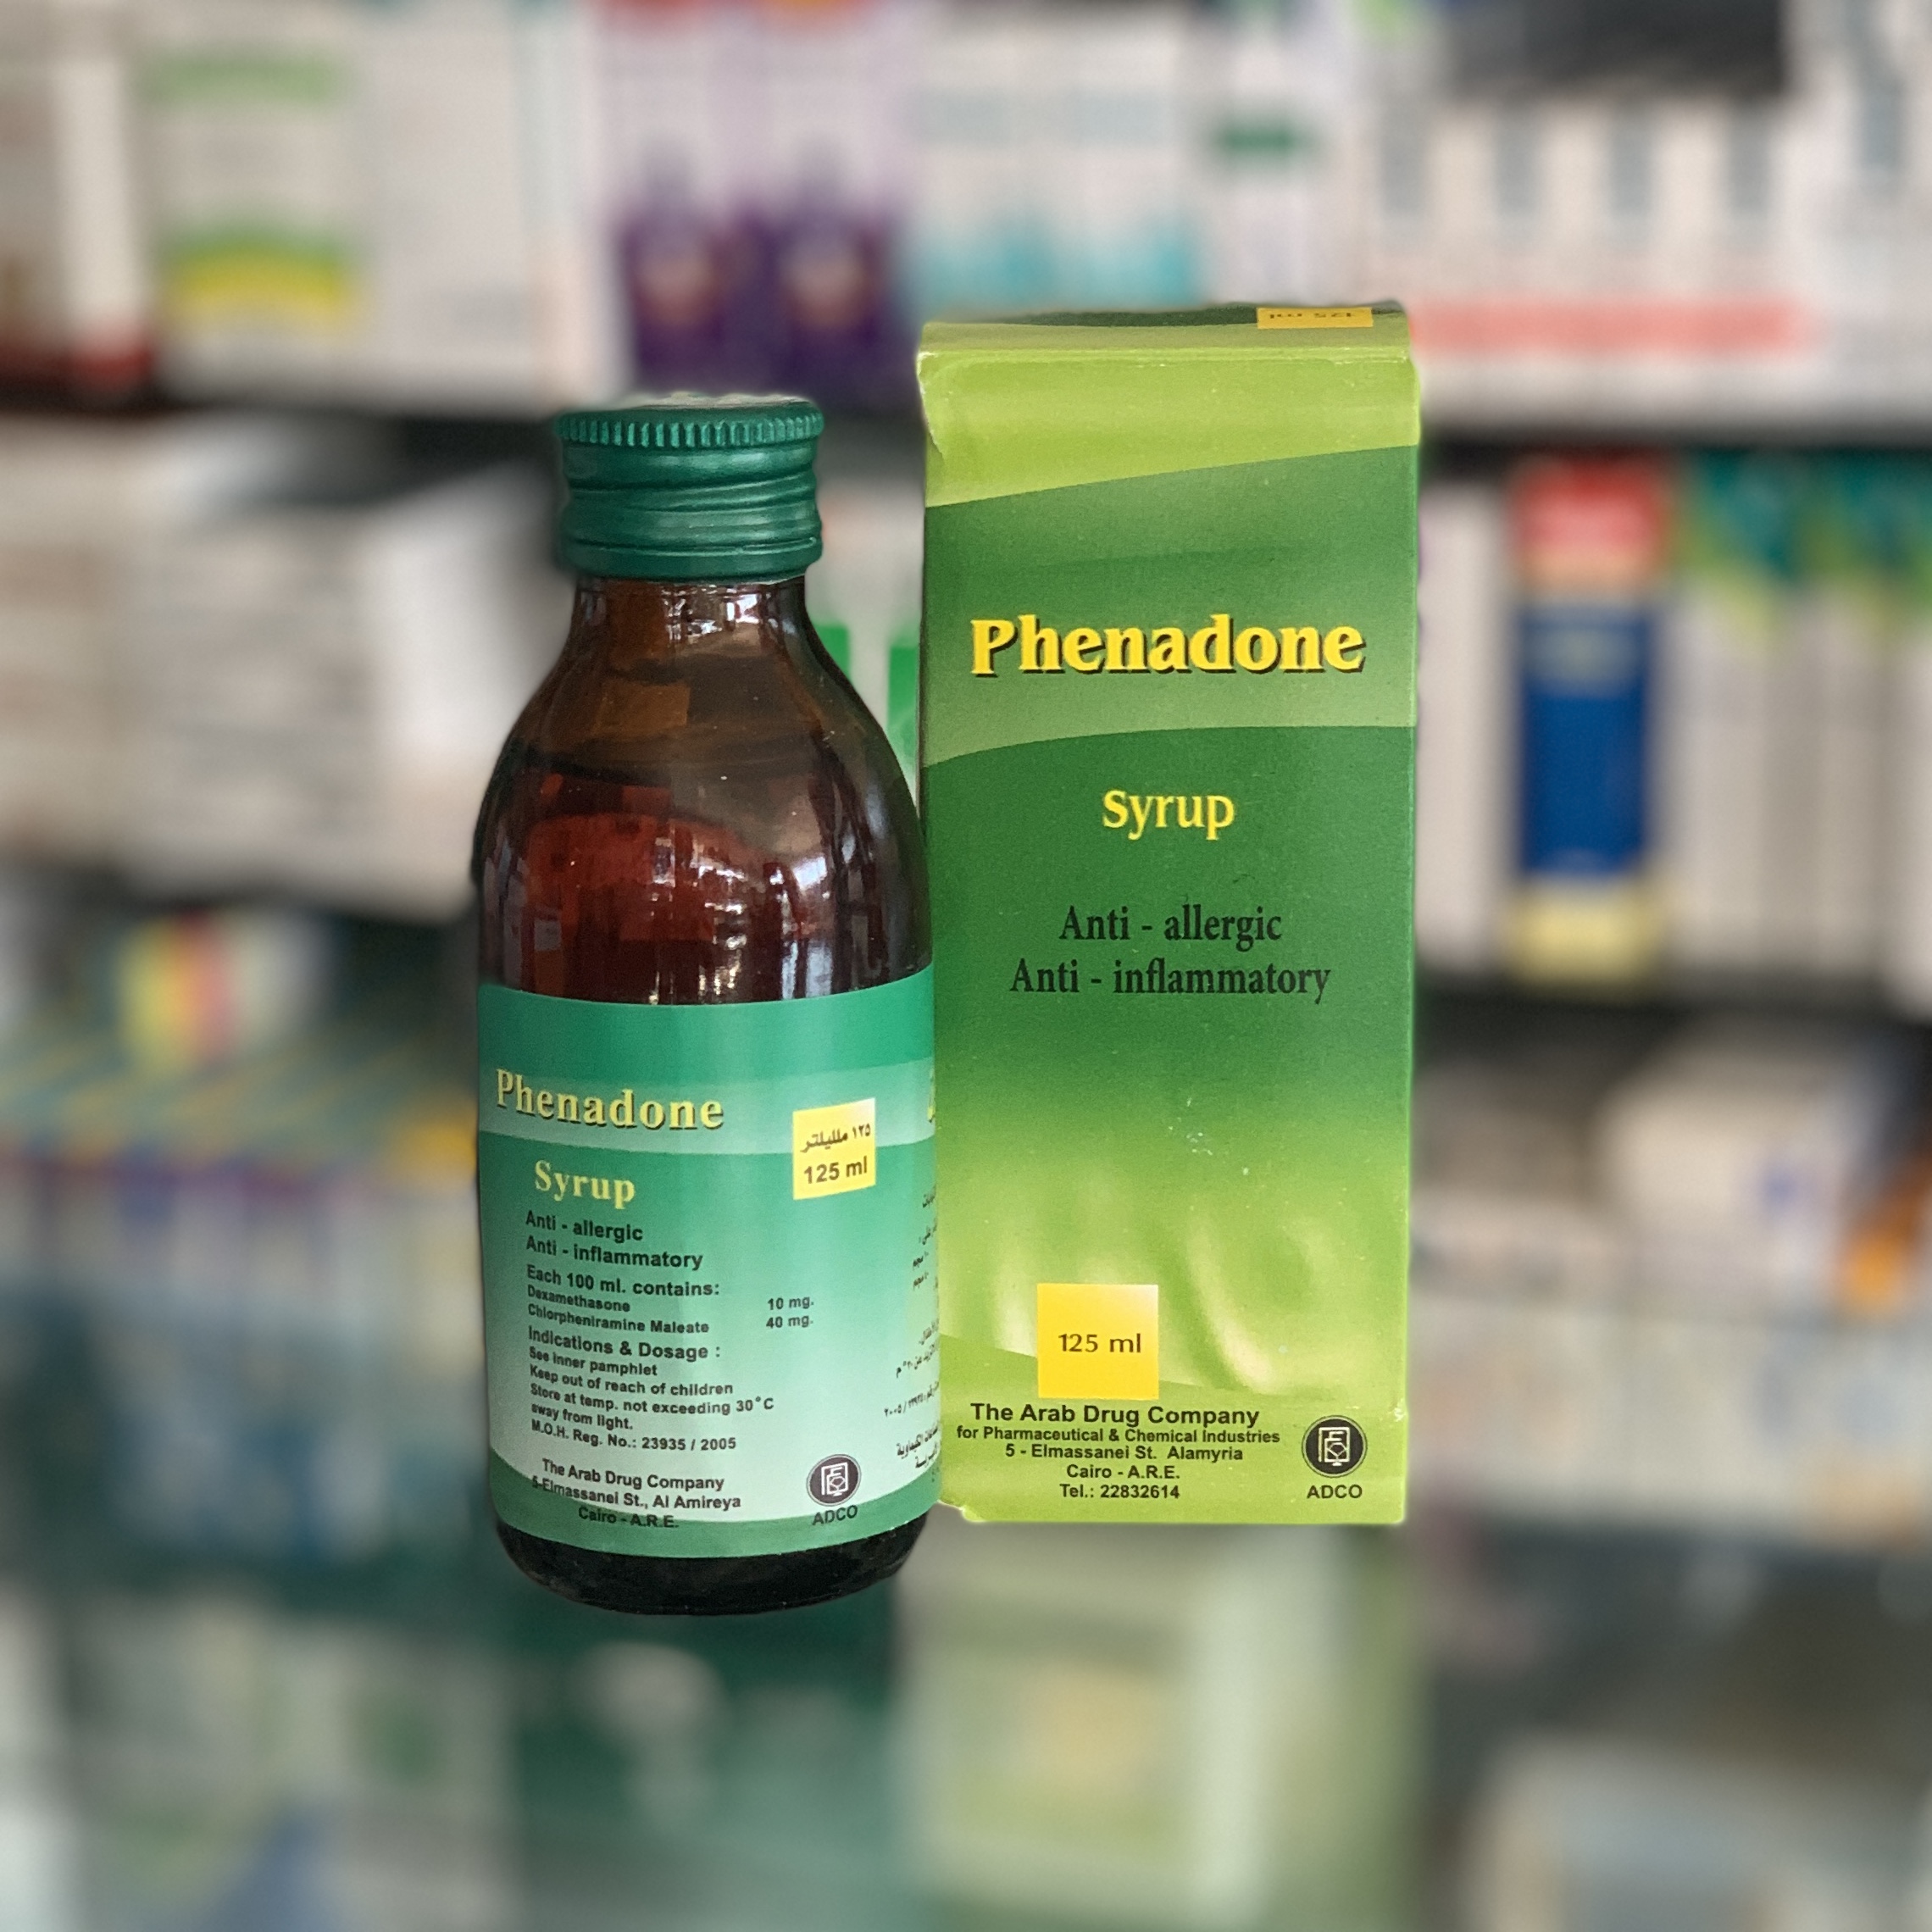 Phenadone
١٢٥ ملليلتر
125 ml
Syrup
Anti - allergic
Anti - inflammatory
Each 100 ml. contains:
Dexamethasone 10 mg.
Chlorpheniramine Maleate 40 mg.
Indications & Dosage :
See inner pamphlet
Keep out of reach of children
Store at temp. not exceeding 30°C
away from light.
M.O.H. Reg. No.: 23935 / 2005
The Arab Drug Company
5-Elmassanei St., Al Amireya
Cairo - A.R.E.
ADCO
125 ml
Phenadone
Syrup
Anti - allergic
Anti - inflammatory
125 ml
The Arab Drug Company
for Pharmaceutical & Chemical Industries
5 - Elmassanei St. Alamyria
Cairo - A.R.E.
Tel.: 22832614
ADCO